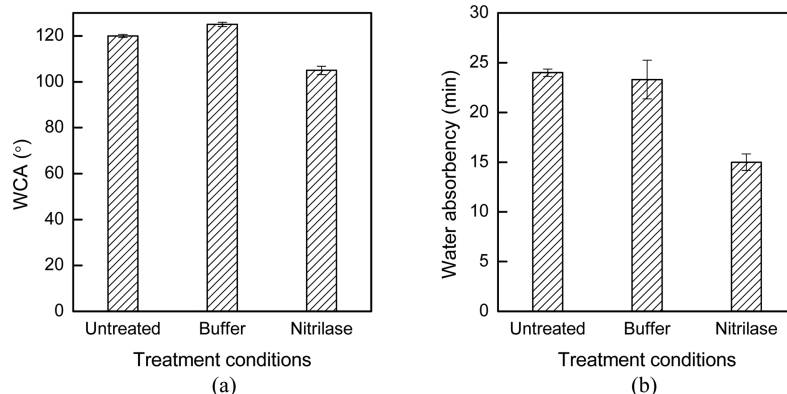 120
100
80
60
40
20
0
WCA (°)
Untreated
Buffer
Nitrilase
Treatment conditions
(a)
30
25
20
15
10
5
0
Water absorbency (min)
Untreated
Buffer
Nitrilase
Treatment conditions
(b)